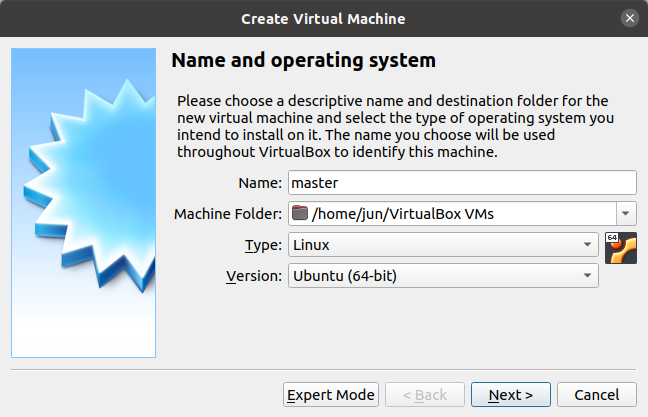 Create Virtual Machine
Name and operating system
Please choose a descriptive name and destination folder for the
new virtual machine and select the type of operating system you
intend to install on it. The name you choose will be used
throughout VirtualBox to identify this machine.
Name: master
Machine Folder: /home/jun/VirtualBox VMs
Type: Linux
64
Version: Ubuntu (64-bit)
Expert Mode < Back Next > Cancel